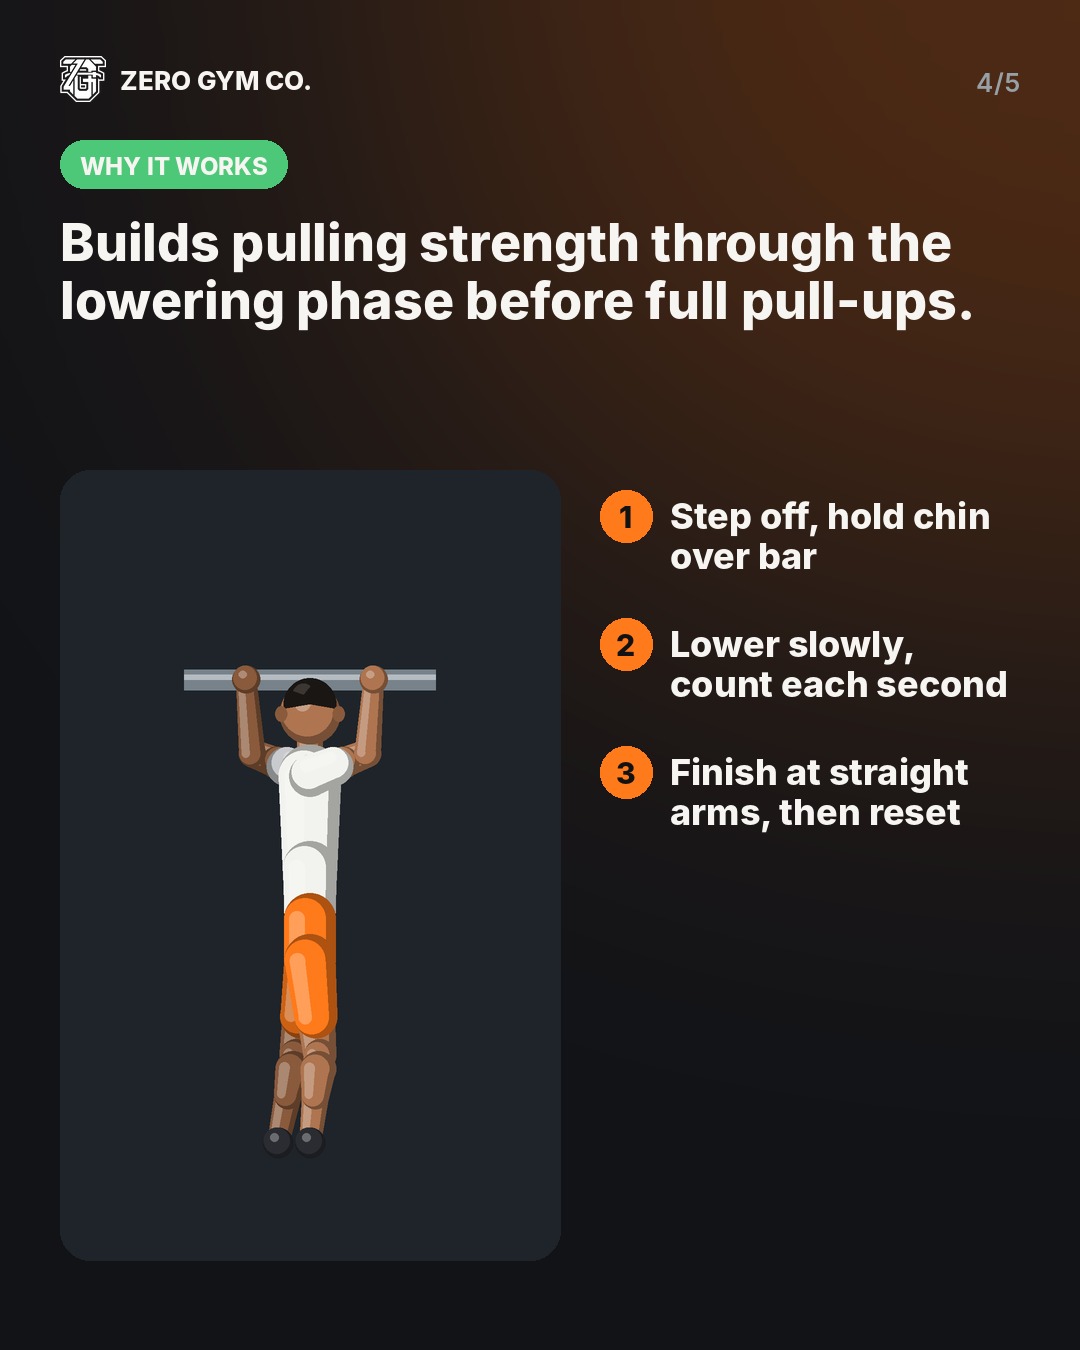 ZERO GYM CO.
4/5
WHY IT WORKS
Builds pulling strength through the
lowering phase before full pull-ups.
1 Step off, hold chin
over bar
2 Lower slowly,
count each second
3 Finish at straight
arms, then reset